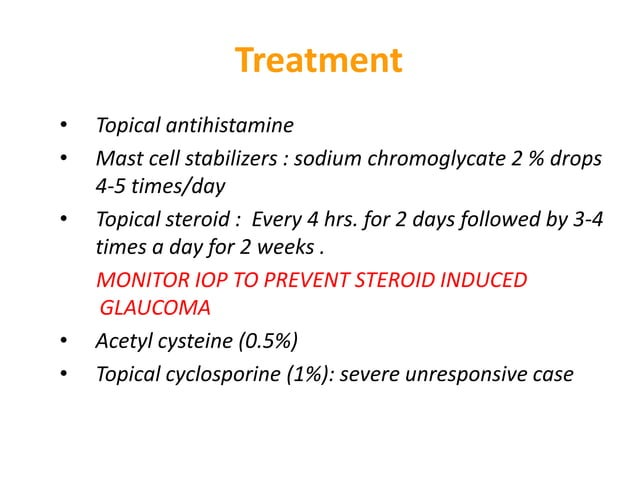 Treatment
• Topical antihistamine
• Mast cell stabilizers : sodium chromoglycate 2 % drops
4-5 times/day
• Topical steroid : Every 4 hrs. for 2 days followed by 3-4
times a day for 2 weeks .
MONITOR IOP TO PREVENT STEROID INDUCED
GLAUCOMA
• Acetyl cysteine (0.5%)
• Topical cyclosporine (1%): severe unresponsive case